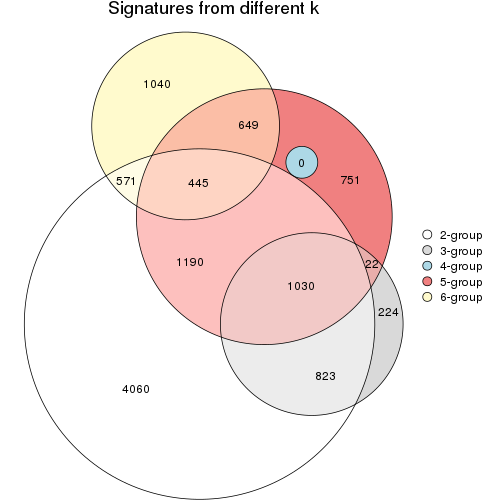 Signatures from different k
1040
649
0
751
571
445
1190
22
1030
224
823
4060
2-group
3-group
4-group
5-group
6-group